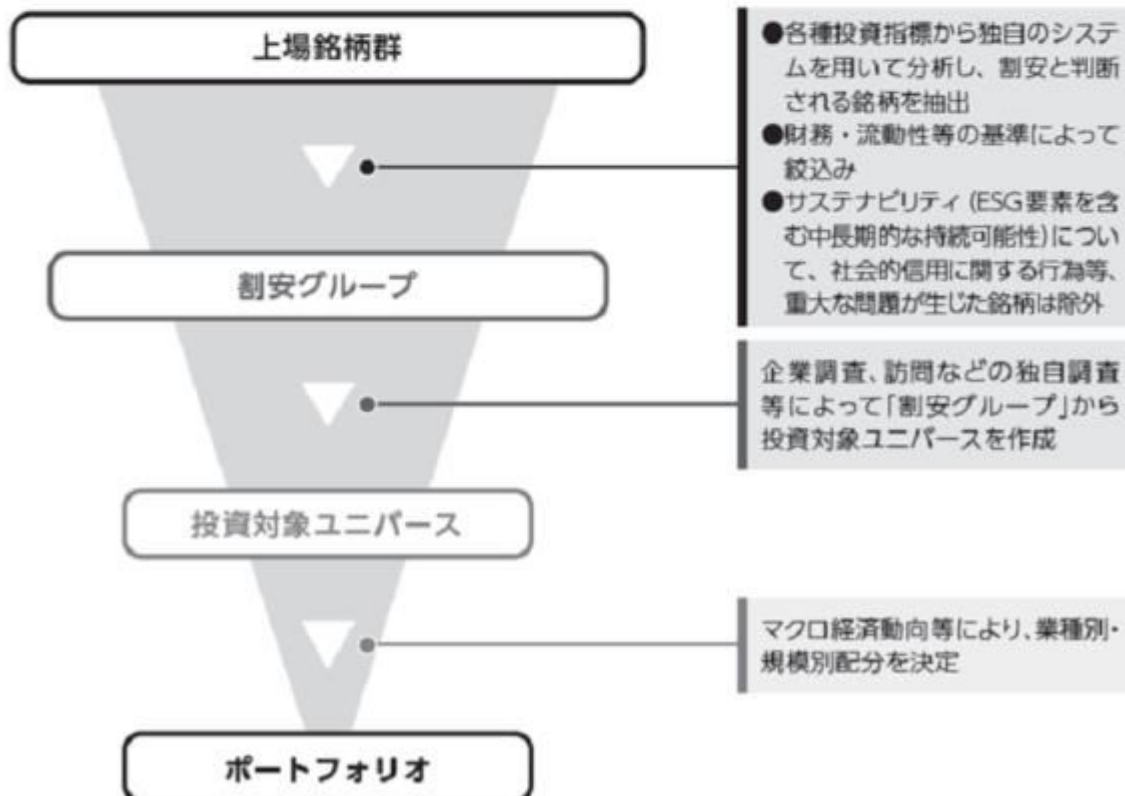 上場銘柄群
●各種投資指標から独自のシステ
ムを用いて分析し、割安と判断
される銘柄を抽出
●財務・流動性等の基準によって
絞込み
●サステナビリティ(ESG要素を含
む中長期的な持続可能性)につい
て、社会的信用に関する行為等、
重大な問題が生じた銘柄は除外
割安グループ
企業調査、訪問などの独自調査
等によって「割安グループ」から
投資対象ユニバースを作成
投資対象ユニバース
マクロ経済動向等により、業種別・
規模別配分を決定
ポートフォリオ